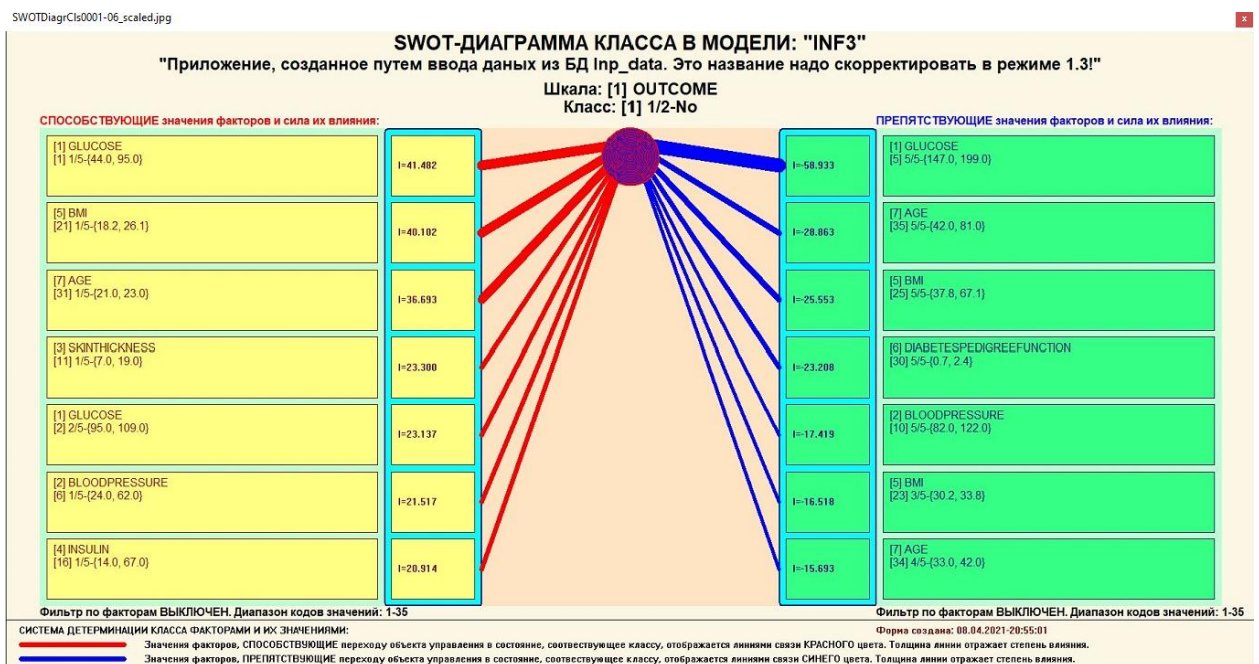 SWOTDiagrCls0001-06_scaled.jpg
x
SWOT-ДИАГРАММА КЛАССА В МОДЕЛИ: "INF3"
"Приложение, созданное путем ввода даных из БД Inp_data. Это название надо скорректировать в режиме 1.3!"
Шкала: [1] OUTCOME
Класс: [1] 1/2-No
СПОСОБСТВУЮЩИЕ значения факторов и сила их влияния:
[1] GLUCOSE
[1] 1/5-{44.0, 95.0}
I=41.482
[5] BMI
[21] 1/5-{18.2, 26.1}
I=40.102
[7] AGE
[31] 1/5-{21.0, 23.0}
I=36.693
[3] SKINTHICKNESS
[11] 1/5-{7.0, 19.0}
I=23.300
[1] GLUCOSE
[2] 2/5-{95.0, 109.0}
I=23.137
[2] BLOODPRESSURE
[6] 1/5-{24.0, 62.0}
I=21.517
[4] INSULIN
[16] 1/5-{14.0, 67.0}
I=20.914
Фильтр по факторам ВЫКЛЮЧЕН. Диапазон кодов значений: 1-35
ПРЕПЯТСТВУЮЩИЕ значения факторов и сила их влияния:
I=-58.933
[1] GLUCOSE
[5] 5/5-{147.0, 199.0}
I=-28.863
[7] AGE
[35] 5/5-{42.0, 81.0}
I=-25.553
[5] BMI
[25] 5/5-{37.8, 67.1}
I=-23.208
[6] DIABETESPEDIGREEFUNCTION
[30] 5/5-{0.7, 2.4}
I=-17.419
[2] BLOODPRESSURE
[10] 5/5-{82.0, 122.0}
I=-16.518
[5] BMI
[23] 3/5-{30.2, 33.8}
I=-15.693
[7] AGE
[34] 4/5-{33.0, 42.0}
Фильтр по факторам ВЫКЛЮЧЕН. Диапазон кодов значений: 1-35
СИСТЕМА ДЕТЕРМИНАЦИИ КЛАССА ФАКТОРАМИ И ИХ ЗНАЧЕНИЯМИ:
Форма создана: 08.04.2021-20:55:01
Значения факторов, СПОСОБСТВУЮЩИЕ переходу объекта управления в состояние, соотвествующее классу, отображается линиями связи КРАСНОГО цвета. Толщина линии отражает степень влияния.
Значения факторов, ПРЕПЯТСТВУЮЩИЕ переходу объекта управления в состояние, соотвествующее классу, отображается линиями связи СИНЕГО цвета. Толщина линии отражает степень влияния.